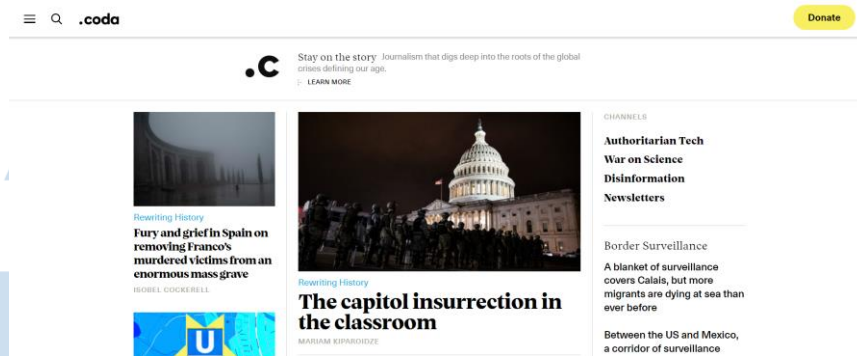 .coda
Donate
.c
Stay on the story Journalism that digs deep into the roots of the global
crises defining our age.
LEARN MORE
Rewriting History
Fury and grief in Spain on
removing Franco's
murdered victims from an
enormous mass grave
ISOBEL COCKERELL
U
Rewriting History
The capitol insurrection in
the classroom
MARIAM KIPAROIDZE
CHANNELS
Authoritarian Tech
War on Science
Disinformation
Newsletters
Border Surveillance
A blanket of surveillance
covers Calais, but more
migrants are dying at sea than
ever before
Between the US and Mexico,
a corridor of surveillance